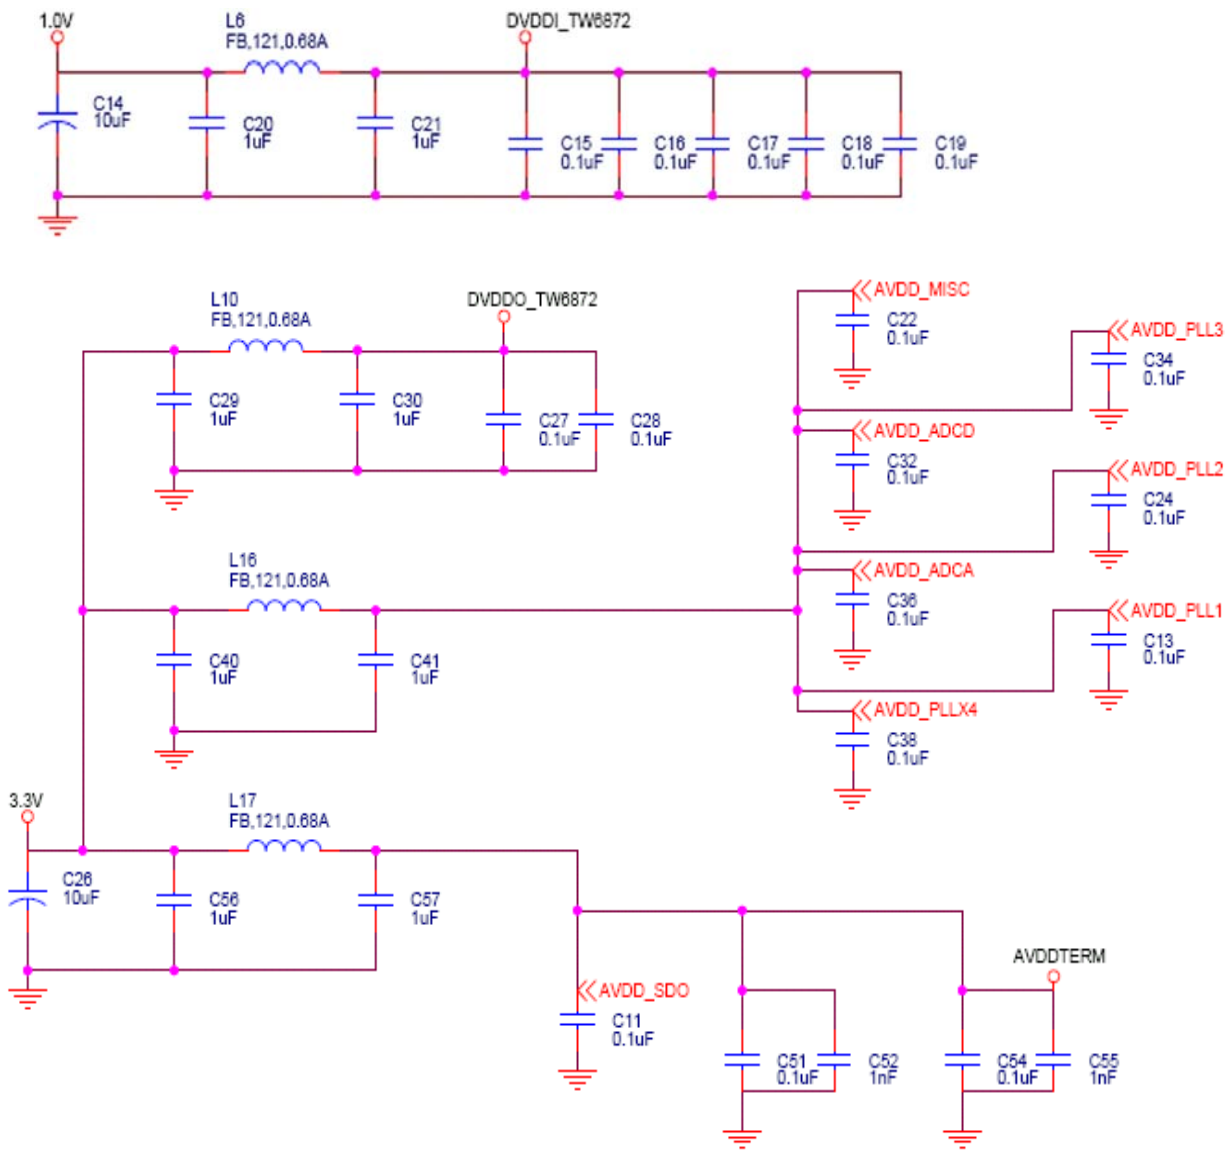 1.0V
L6
FB,121,0.68A
DVDDI_TW6872
C14
10uF
C20
1uF
C21
1uF
C15
0.1uF
C16
0.1uF
C17
0.1uF
C18
0.1uF
C19
0.1uF
L10
FB,121,0.68A
DVDDO_TW6872
C29
1uF
C30
1uF
C27
0.1uF
C28
0.1uF
AVDD_MISC
C22
0.1uF
AVDD_PLL3
C34
0.1uF
AVDD_ADCD
C32
0.1uF
AVDD_PLL2
C24
0.1uF
L16
FB,121,0.68A
AVDD_ADCA
C36
0.1uF
AVDD_PLL1
C13
0.1uF
C40
1uF
C41
1uF
AVDD_PLLX4
C38
0.1uF
3.3V
L17
FB,121,0.68A
C26
10uF
C56
1uF
C57
1uF
AVDD_SDO
C11
0.1uF
AVDDTERM
C51
0.1uF
C52
1nF
C54
0.1uF
C55
1nF